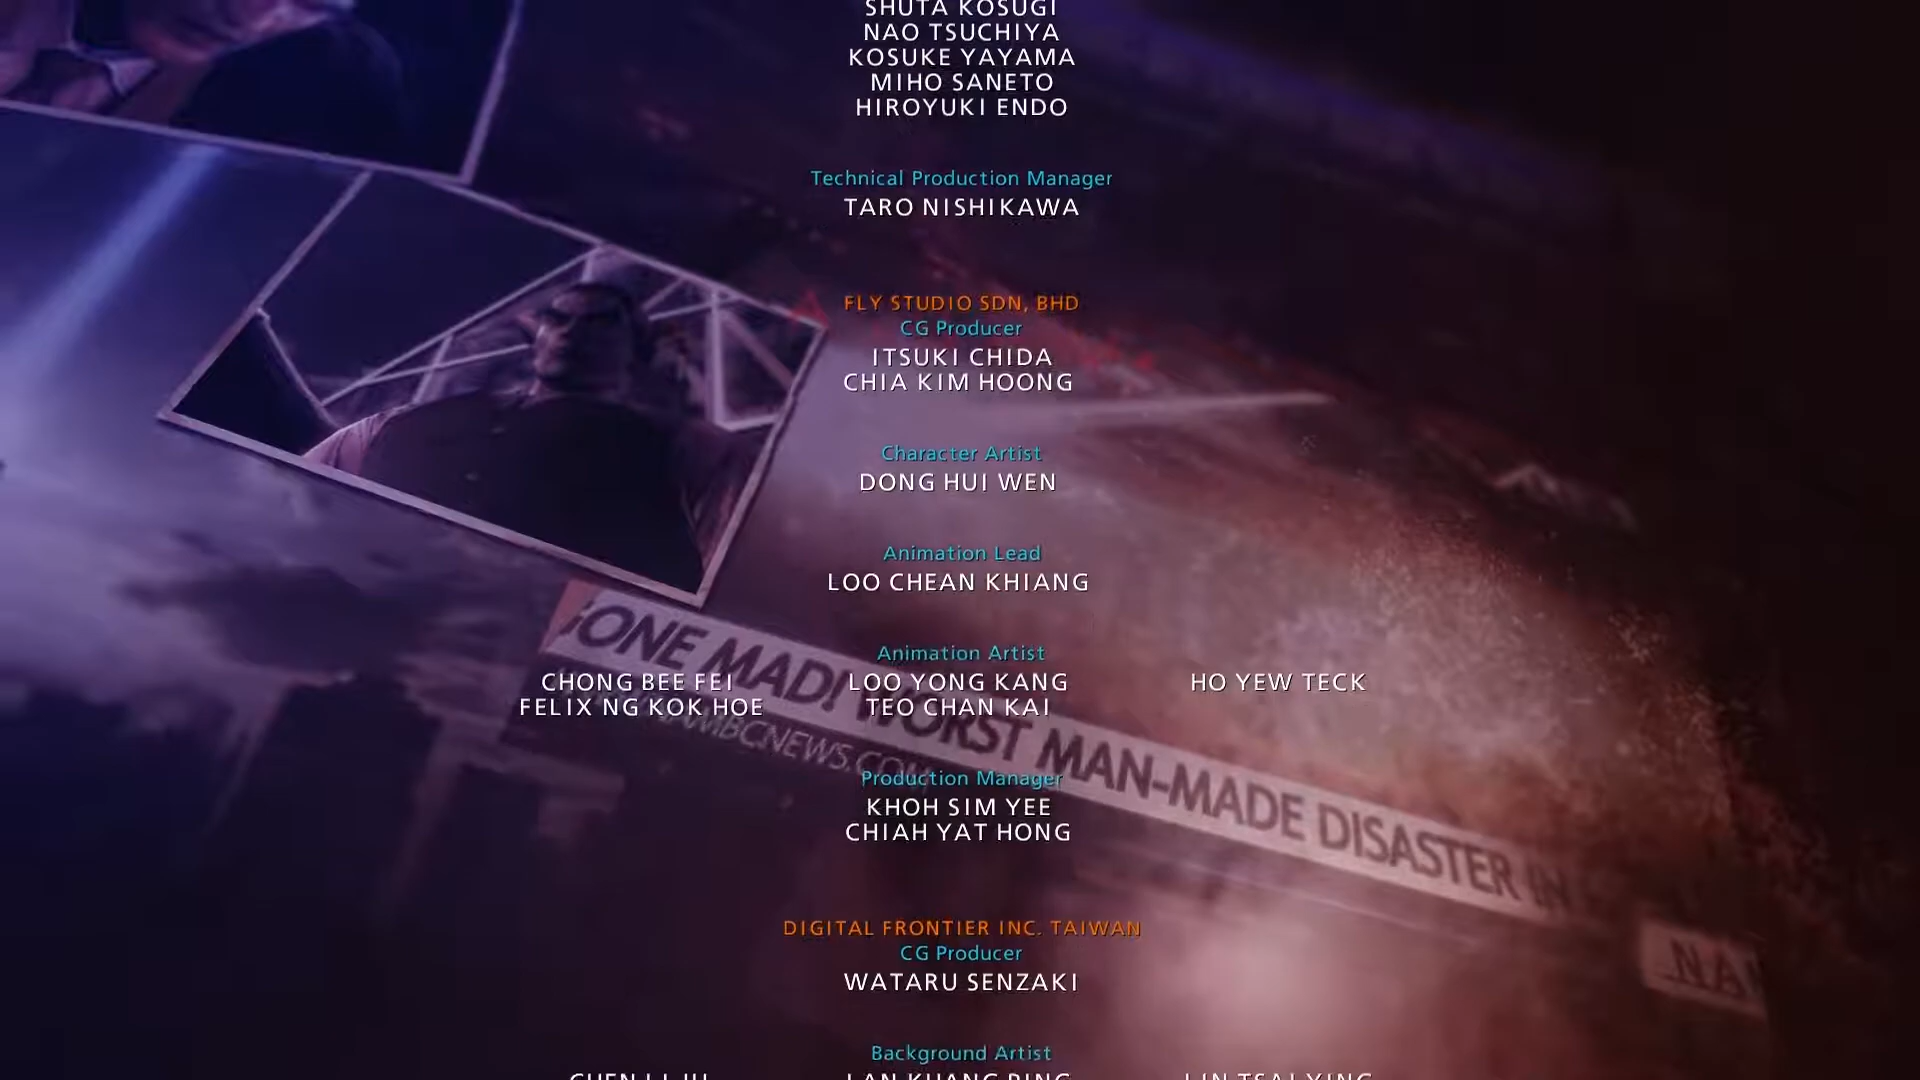 SHUTA KOSUGI
NAO TSUCHIYA
KOSUKE YAYAMA
MIHO SANETO
HIROYUKI ENDO
Technical Production Manager
TARO NISHIKAWA
FLY STUDIO SDN, BHD
CG Producer
ITSUKI CHIDA
CHIA KIM HOONG
Character Artist
DONG HUI WEN
Animation Lead
LOO CHEAN KHIANG
Animation Artist
CHONG BEE FEI LOO YONG KANG HO YEW TECK
FELIX NG KOK HOE TEO CHAN KAI
Production Manager
KHOH SIM YEE
CHIAH YAT HONG
DIGITAL FRONTIER INC. TAIWAN
CG Producer
WATARU SENZAKI
Background Artist
MAD! WORST MAN-MADE DISASTER IN